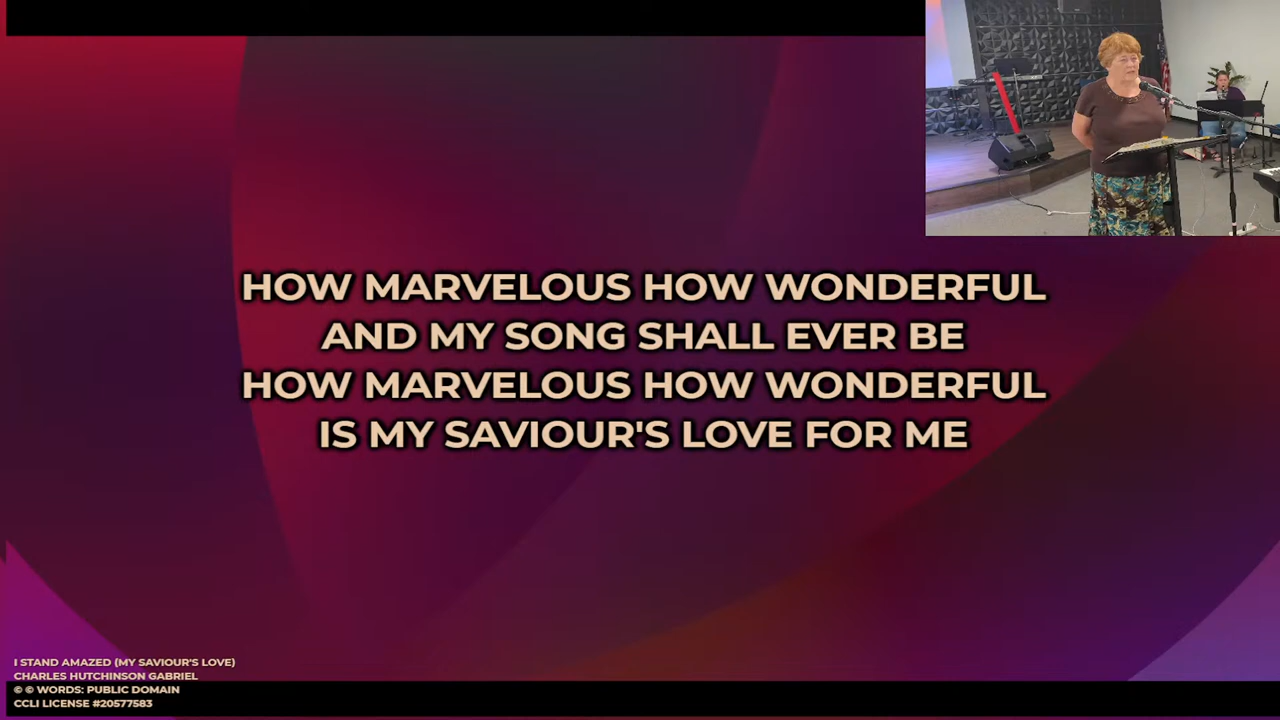 HOW MARVELOUS HOW WONDERFUL
AND MY SONG SHALL EVER BE
HOW MARVELOUS HOW WONDERFUL
IS MY SAVIOUR'S LOVE FOR ME
I STAND AMAZED (MY SAVIOUR'S LOVE)
CHARLES HUTCHINSON GABRIEL
© © WORDS: PUBLIC DOMAIN
CCLI LICENSE #20577583